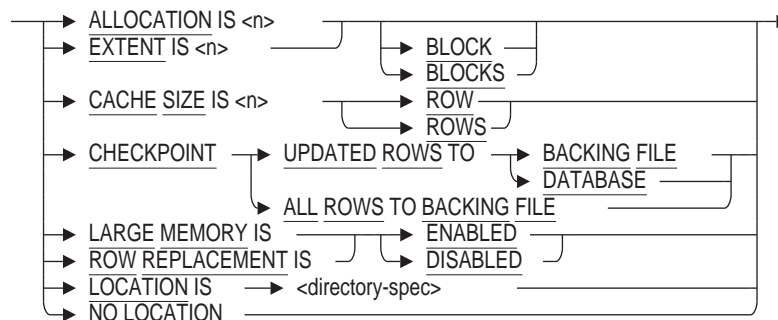 ALLOCATION IS <n>
EXTENT IS <n>
BLOCK
BLOCKS
CACHE SIZE IS <n>
ROW
ROWS
CHECKPOINT
UPDATED ROWS TO
BACKING FILE
DATABASE
ALL ROWS TO BACKING FILE
LARGE MEMORY IS
ENABLED
ROW REPLACEMENT IS
DISABLED
LOCATION IS
<directory-spec>
NO LOCATION